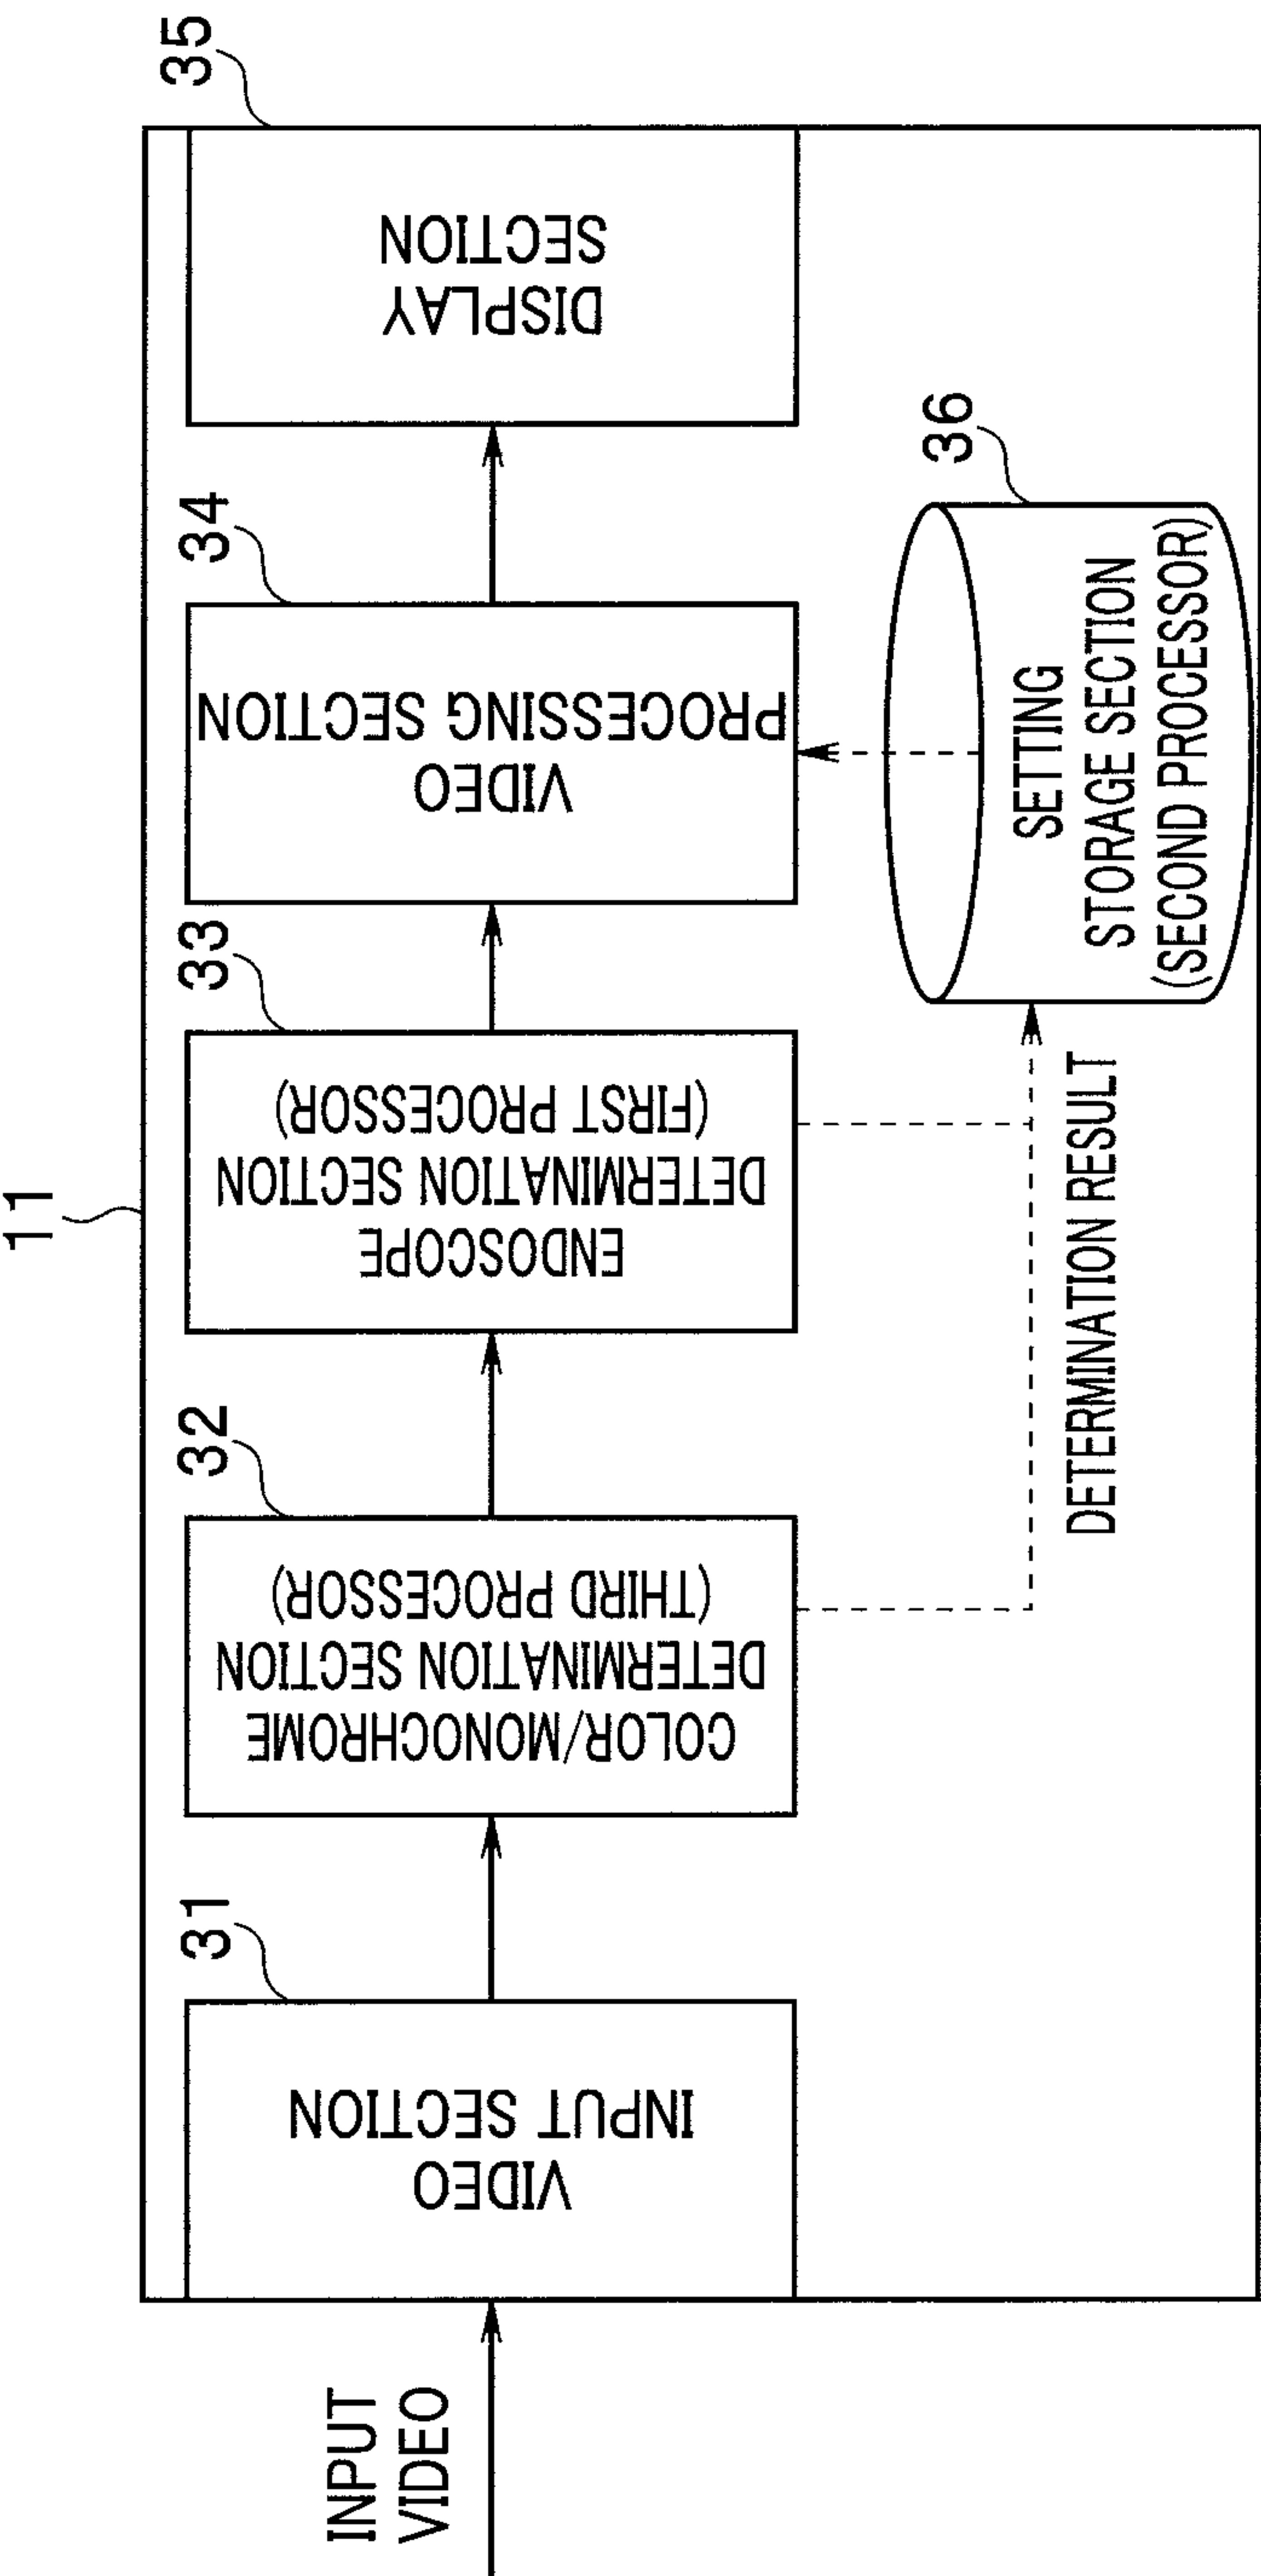 11
INPUT
VIDEO
31
VIDEO
INPUT SECTION
32
COLOR/MONOCHROME
DETERMINATION SECTION
(THIRD PROCESSOR)
33
ENDOSCOPE
DETERMINATION SECTION
(FIRST PROCESSOR)
34
VIDEO
PROCESSING SECTION
35
DISPLAY
SECTION
DETERMINATION RESULT
36
SETTING
STORAGE SECTION
(SECOND PROCESSOR)